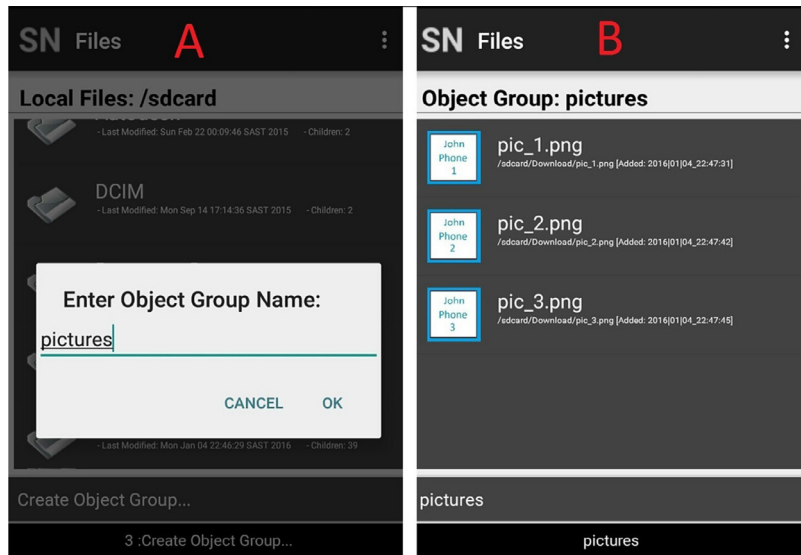 SN Files A
Local Files: /sdcard
- Last Modified: Sun Feb 22 00:09:46 SAST 2015 - Children: 2
DCIM
- Last Modified: Mon Sep 14 17:14:36 SAST 2015 - Children: 2
Enter Object Group Name:
pictures
CANCEL OK
- Last Modified: Mon Jan 04 22:46:29 SAST 2016 - Children: 39
Create Object Group...
3 :Create Object Group...
SN Files B
Object Group: pictures
John
Phone
1
pic_1.png
/sdcard/Download/pic_1.png [Added: 2016|01|04_22:47:31]
John
Phone
2
pic_2.png
/sdcard/Download/pic_2.png [Added: 2016|01|04_22:47:42]
John
Phone
3
pic_3.png
/sdcard/Download/pic_3.png [Added: 2016|01|04_22:47:45]
pictures
pictures